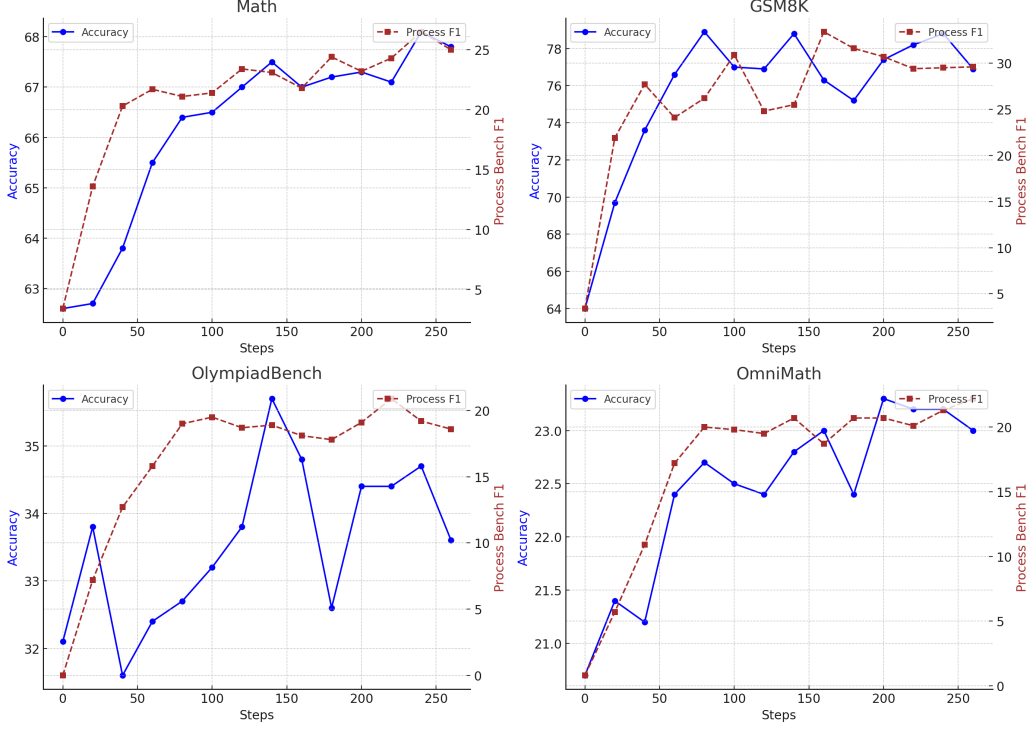 Math
Accuracy
Process F1
68
67
66
65
64
63
25
20
15
10
5
Accuracy
Process Bench F1
0 50 100 150 200 250
Steps
GSM8K
Accuracy
Process F1
78
76
74
72
70
68
66
64
30
25
20
15
10
5
Accuracy
Process Bench F1
0 50 100 150 200 250
Steps
OlympiadBench
Accuracy
Process F1
35
34
33
32
20
15
10
5
0
Accuracy
Process Bench F1
0 50 100 150 200 250
Steps
OmniMath
Accuracy
Process F1
23.0
22.5
22.0
21.5
21.0
20
15
10
5
0
Accuracy
Process Bench F1
0 50 100 150 200 250
Steps